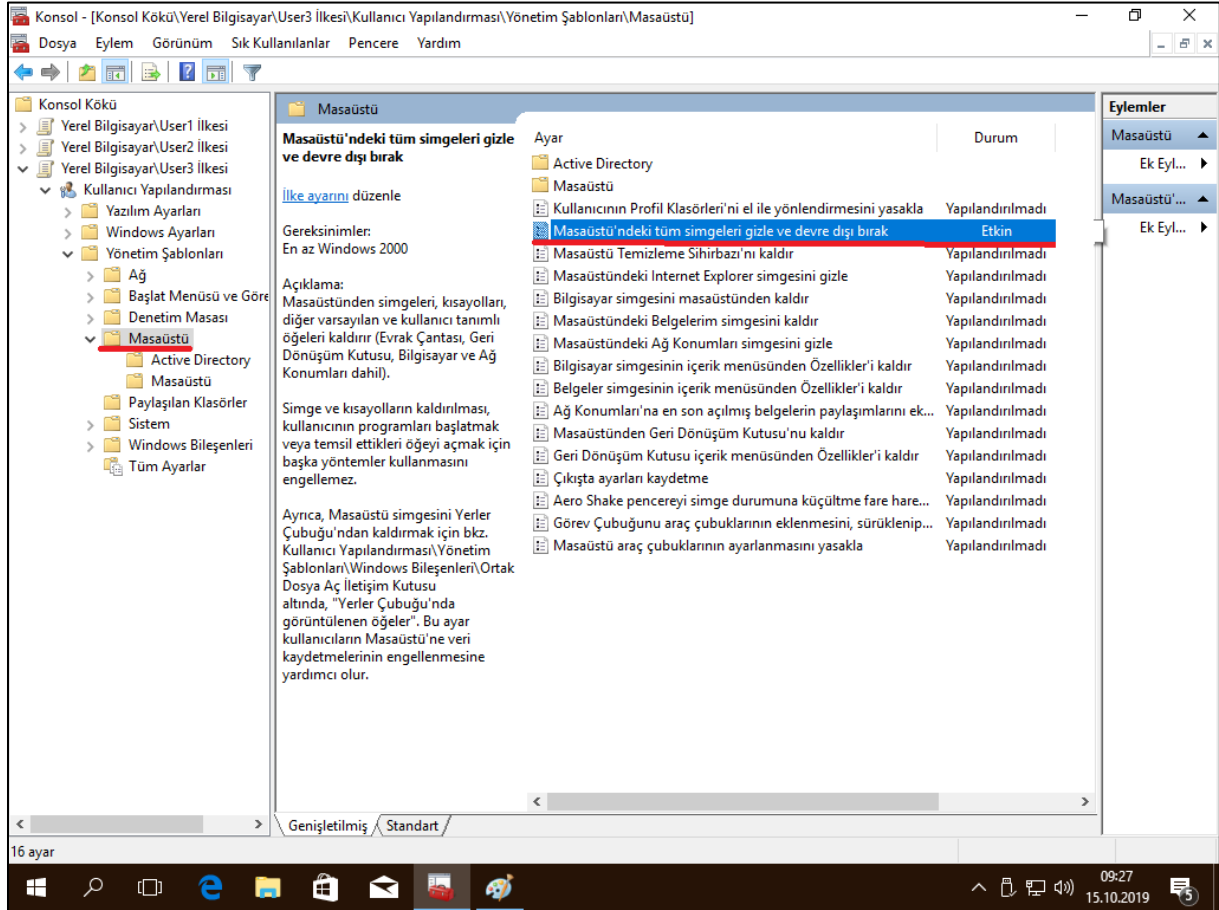 Konsol - [Konsol Kökü\Yerel Bilgisayar\User3 İlkesi\Kullanıcı Yapılandırması\Yönetim Şablonları\Masaüstü]
Dosya Eylem Görünüm Sık Kullanılanlar Pencere Yardım
Konsol Kökü
Yerel Bilgisayar\User1 İlkesi
Yerel Bilgisayar\User2 İlkesi
Yerel Bilgisayar\User3 İlkesi
Kullanıcı Yapılandırması
Yazılım Ayarları
Windows Ayarları
Yönetim Şablonları
Ağ
Başlat Menüsü ve Göre
Denetim Masası
Masaüstü
Active Directory
Masaüstü
Paylaşılan Klasörler
Sistem
Windows Bileşenleri
Tüm Ayarlar
Masaüstü
Masaüstü'ndeki tüm simgeleri gizle
ve devre dışı bırak
İlke ayarını düzenle
Gereksinimler:
En az Windows 2000
Açıklama:
Masaüstünden simgeleri, kısayolları,
diğer varsayılan ve kullanıcı tanımlı
öğeleri kaldırır (Evrak Çantası, Geri
Dönüşüm Kutusu, Bilgisayar ve Ağ
Konumları dahil).
Simge ve kısayolların kaldırılması,
kullanıcının programları başlatmak
veya temsil ettikleri öğeyi açmak için
başka yöntemler kullanmasını
engellemez.
Ayrıca, Masaüstü simgesini Yerler
Çubuğu'ndan kaldırmak için bkz.
Kullanıcı Yapılandırması\Yönetim
Şablonları\Windows Bileşenleri\Ortak
Dosya Aç İletişim Kutusu
altında, "Yerler Çubuğu'nda
görüntülenen öğeler". Bu ayar
kullanıcıların Masaüstü'ne veri
kaydetmelerinin engellenmesine
yardımcı olur.
Ayar Durum
Active Directory
Masaüstü
Kullanıcının Profil Klasörleri'ni el ile yönlendirmesini yasakla Yapılandırılmadı
Masaüstü'ndeki tüm simgeleri gizle ve devre dışı bırak Etkin
Masaüstü Temizleme Sihirbazı'nı kaldır Yapılandırılmadı
Masaüstündeki Internet Explorer simgesini gizle Yapılandırılmadı
Bilgisayar simgesini masaüstünden kaldır Yapılandırılmadı
Masaüstündeki Belgelerim simgesini kaldır Yapılandırılmadı
Masaüstündeki Ağ Konumları simgesini gizle Yapılandırılmadı
Bilgisayar simgesinin içerik menüsünden Özellikler'i kaldır Yapılandırılmadı
Belgeler simgesinin içerik menüsünden Özellikler'i kaldır Yapılandırılmadı
Ağ Konumları'na en son açılmış belgelerin paylaşımlarını ek... Yapılandırılmadı
Masaüstünden Geri Dönüşüm Kutusu'nu kaldır Yapılandırılmadı
Geri Dönüşüm Kutusu içerik menüsünden Özellikler'i kaldır Yapılandırılmadı
Çıkışta ayarları kaydetme Yapılandırılmadı
Aero Shake pencereyi simge durumuna küçültme fare hare... Yapılandırılmadı
Görev Çubuğunu araç çubuklarının eklenmesini, sürüklenip... Yapılandırılmadı
Masaüstü araç çubuklarının ayarlanmasını yasakla Yapılandırılmadı
Genişletilmiş Standart
Eylemler
Masaüstü
Ek Eyl...
Masaüstü'...
Ek Eyl...
16 ayar
09:27
15.10.2019
5